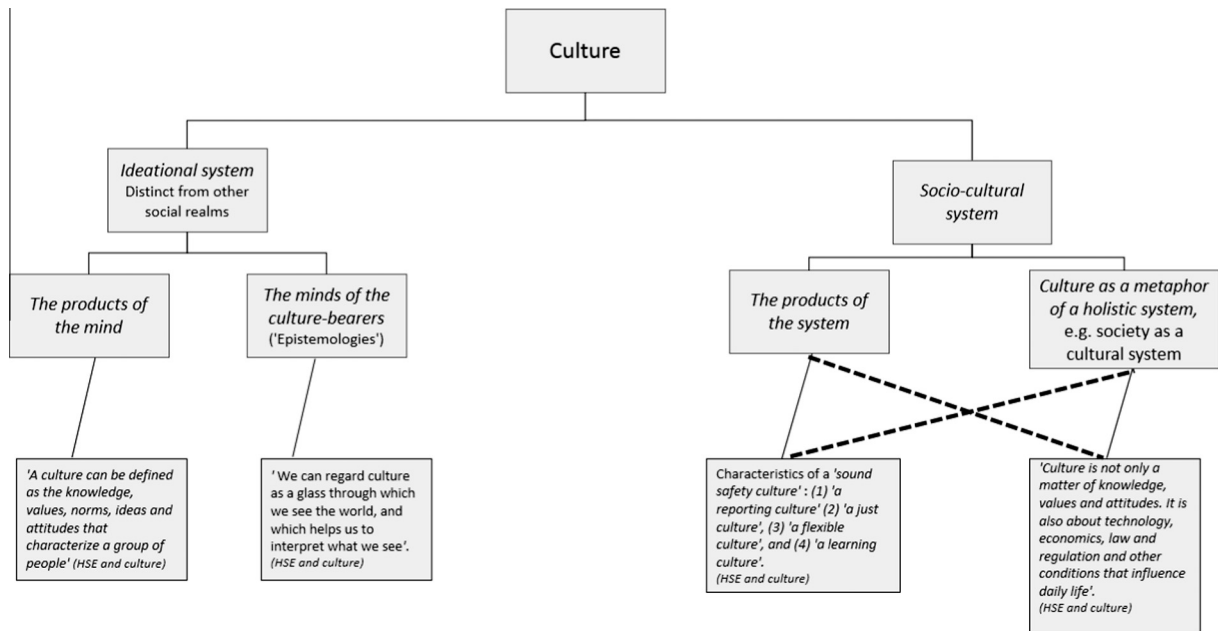 Culture
Ideational system
Distinct from other
social realms
Socio-cultural
system
The products of
the mind
The minds of the
culture-bearers
('Epistemologies')
The products of
the system
Culture as a metaphor
of a holistic system,
e.g. society as a
cultural system
'A culture can be defined
as the knowledge,
values, norms, ideas and
attitudes that
characterize a group of
people' (HSE and culture)
' We can regard culture
as a glass through which
we see the world, and
which helps us to
interpret what we see'.
(HSE and culture)
Characteristics of a 'sound
safety culture' : (1) 'a
reporting culture' (2) 'a just
culture', (3) 'a flexible
culture', and (4) 'a learning
culture'.
(HSE and culture)
'Culture is not only a
matter of knowledge,
values and attitudes. It is
also about technology,
economics, law and
regulation and other
conditions that influence
daily life'.
(HSE and culture)